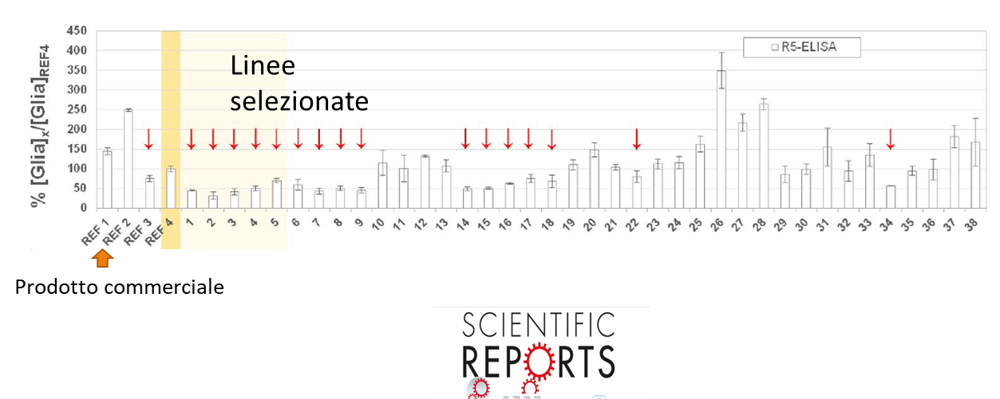 450
400
350
300
250
200
150
100
50
0
% [Glia]x/[Glia]REF4
Linee
selezionate
R5-ELISA
REF 1 REF 2 REF 3 REF 4 1 2 3 4 5 6 7 8 9 10 11 12 13 14 15 16 17 18 19 20 21 22 23 24 25 26 27 28 29 30 31 32 33 34 35 36 37 38
Prodotto commerciale
SCIENTIFIC
REPORTS